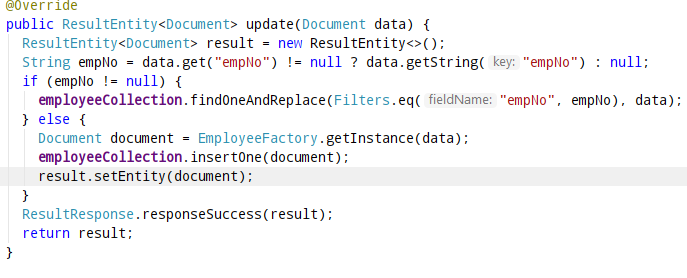 @Override
public ResultEntity<Document> update(Document data) {
ResultEntity<Document> result = new ResultEntity<>();
String empNo = data.get("empNo") != null ? data.getString( key: "empNo") : null;
if (empNo != null) {
employeeCollection.findOneAndReplace(Filters.eq( fieldName: "empNo", empNo), data);
} else {
Document document = EmployeeFactory.getInstance(data);
employeeCollection.insertOne(document);
result.setEntity(document);
}
ResultResponse.responseSuccess(result);
return result;
}